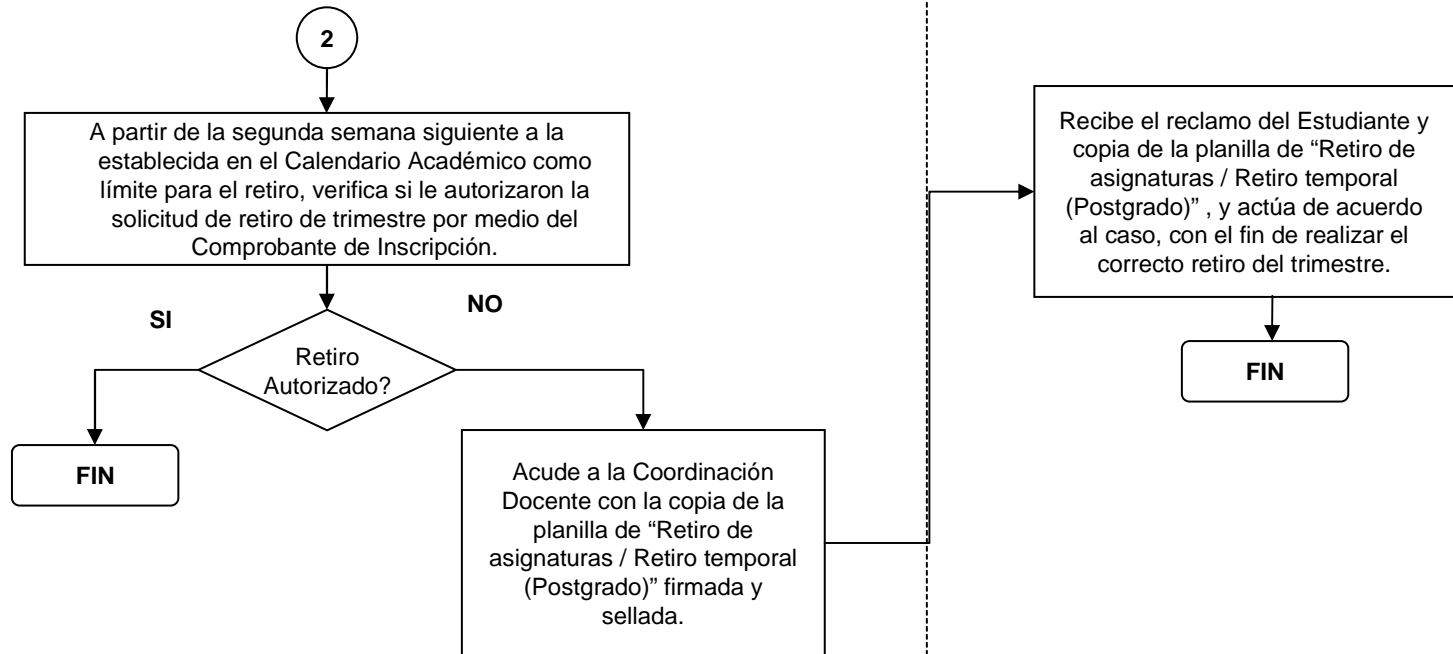 2
A partir de la segunda semana siguiente a la
establecida en el Calendario Académico como
límite para el retiro, verifica si le autorizaron la
solicitud de retiro de trimestre por medio del
Comprobante de Inscripción.
SI
NO
Retiro
Autorizado?
FIN
Acude a la Coordinación
Docente con la copia de la
planilla de “Retiro de
asignaturas / Retiro temporal
(Postgrado)” firmada y
sellada.
Recibe el reclamo del Estudiante y
copia de la planilla de “Retiro de
asignaturas / Retiro temporal
(Postgrado)” , y actúa de acuerdo
al caso, con el fin de realizar el
correcto retiro del trimestre.
FIN